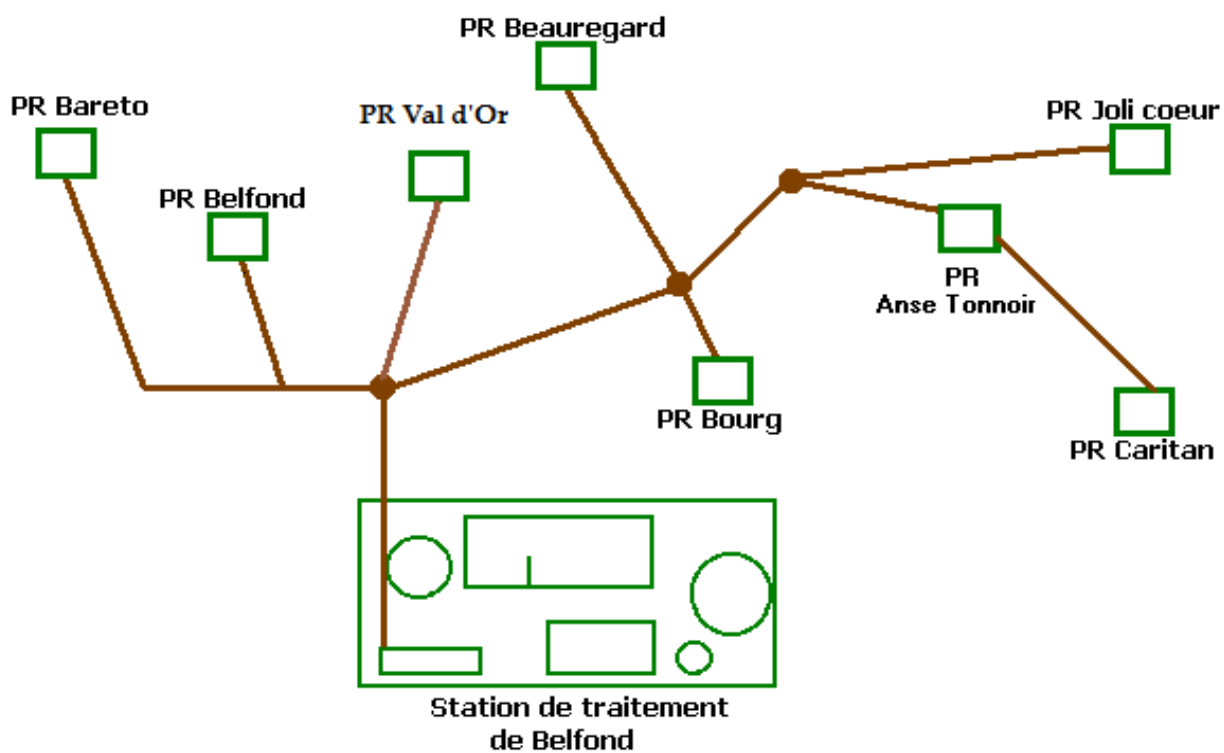 PR Beauregard
PR Bareto
PR Val d'Or
PR Joli coeur
PR Belfond
PR
Anse Tonnoir
PR Bourg
PR Caritan
Station de traitement
de Belfond